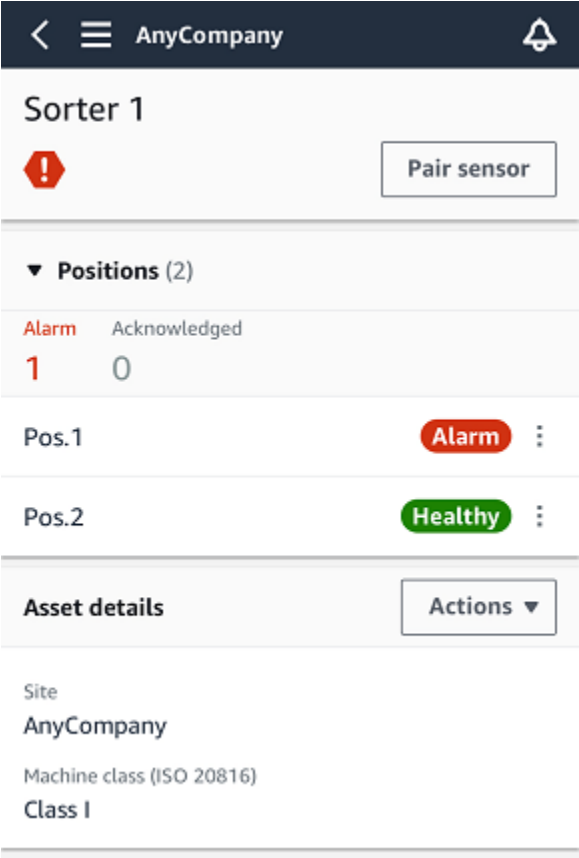 AnyCompany
Sorter 1
Pair sensor
Positions (2)
Alarm Acknowledged
1 0
Pos.1 Alarm
Pos.2 Healthy
Asset details Actions
Site
AnyCompany
Machine class (ISO 20816)
Class I